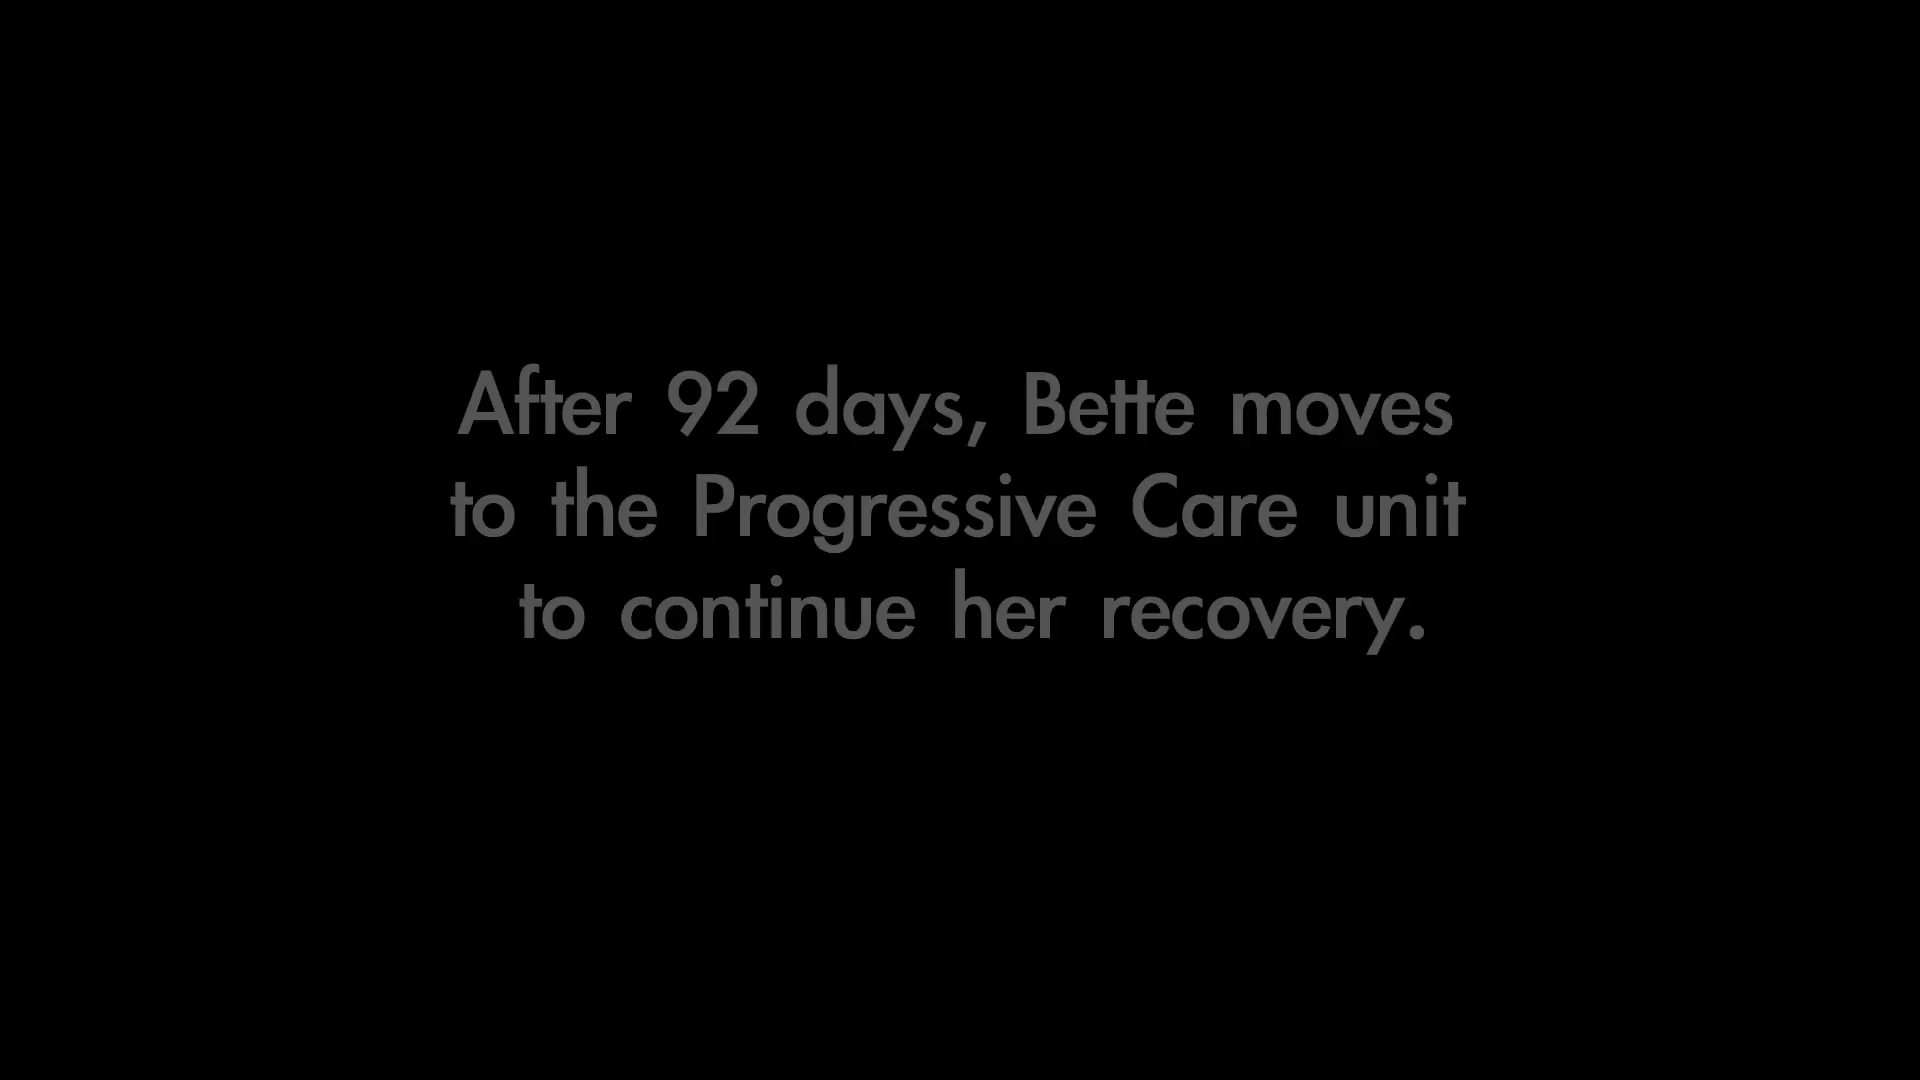 After 92 days, Bette moves
to the Progressive Care unit
to continue her recovery.